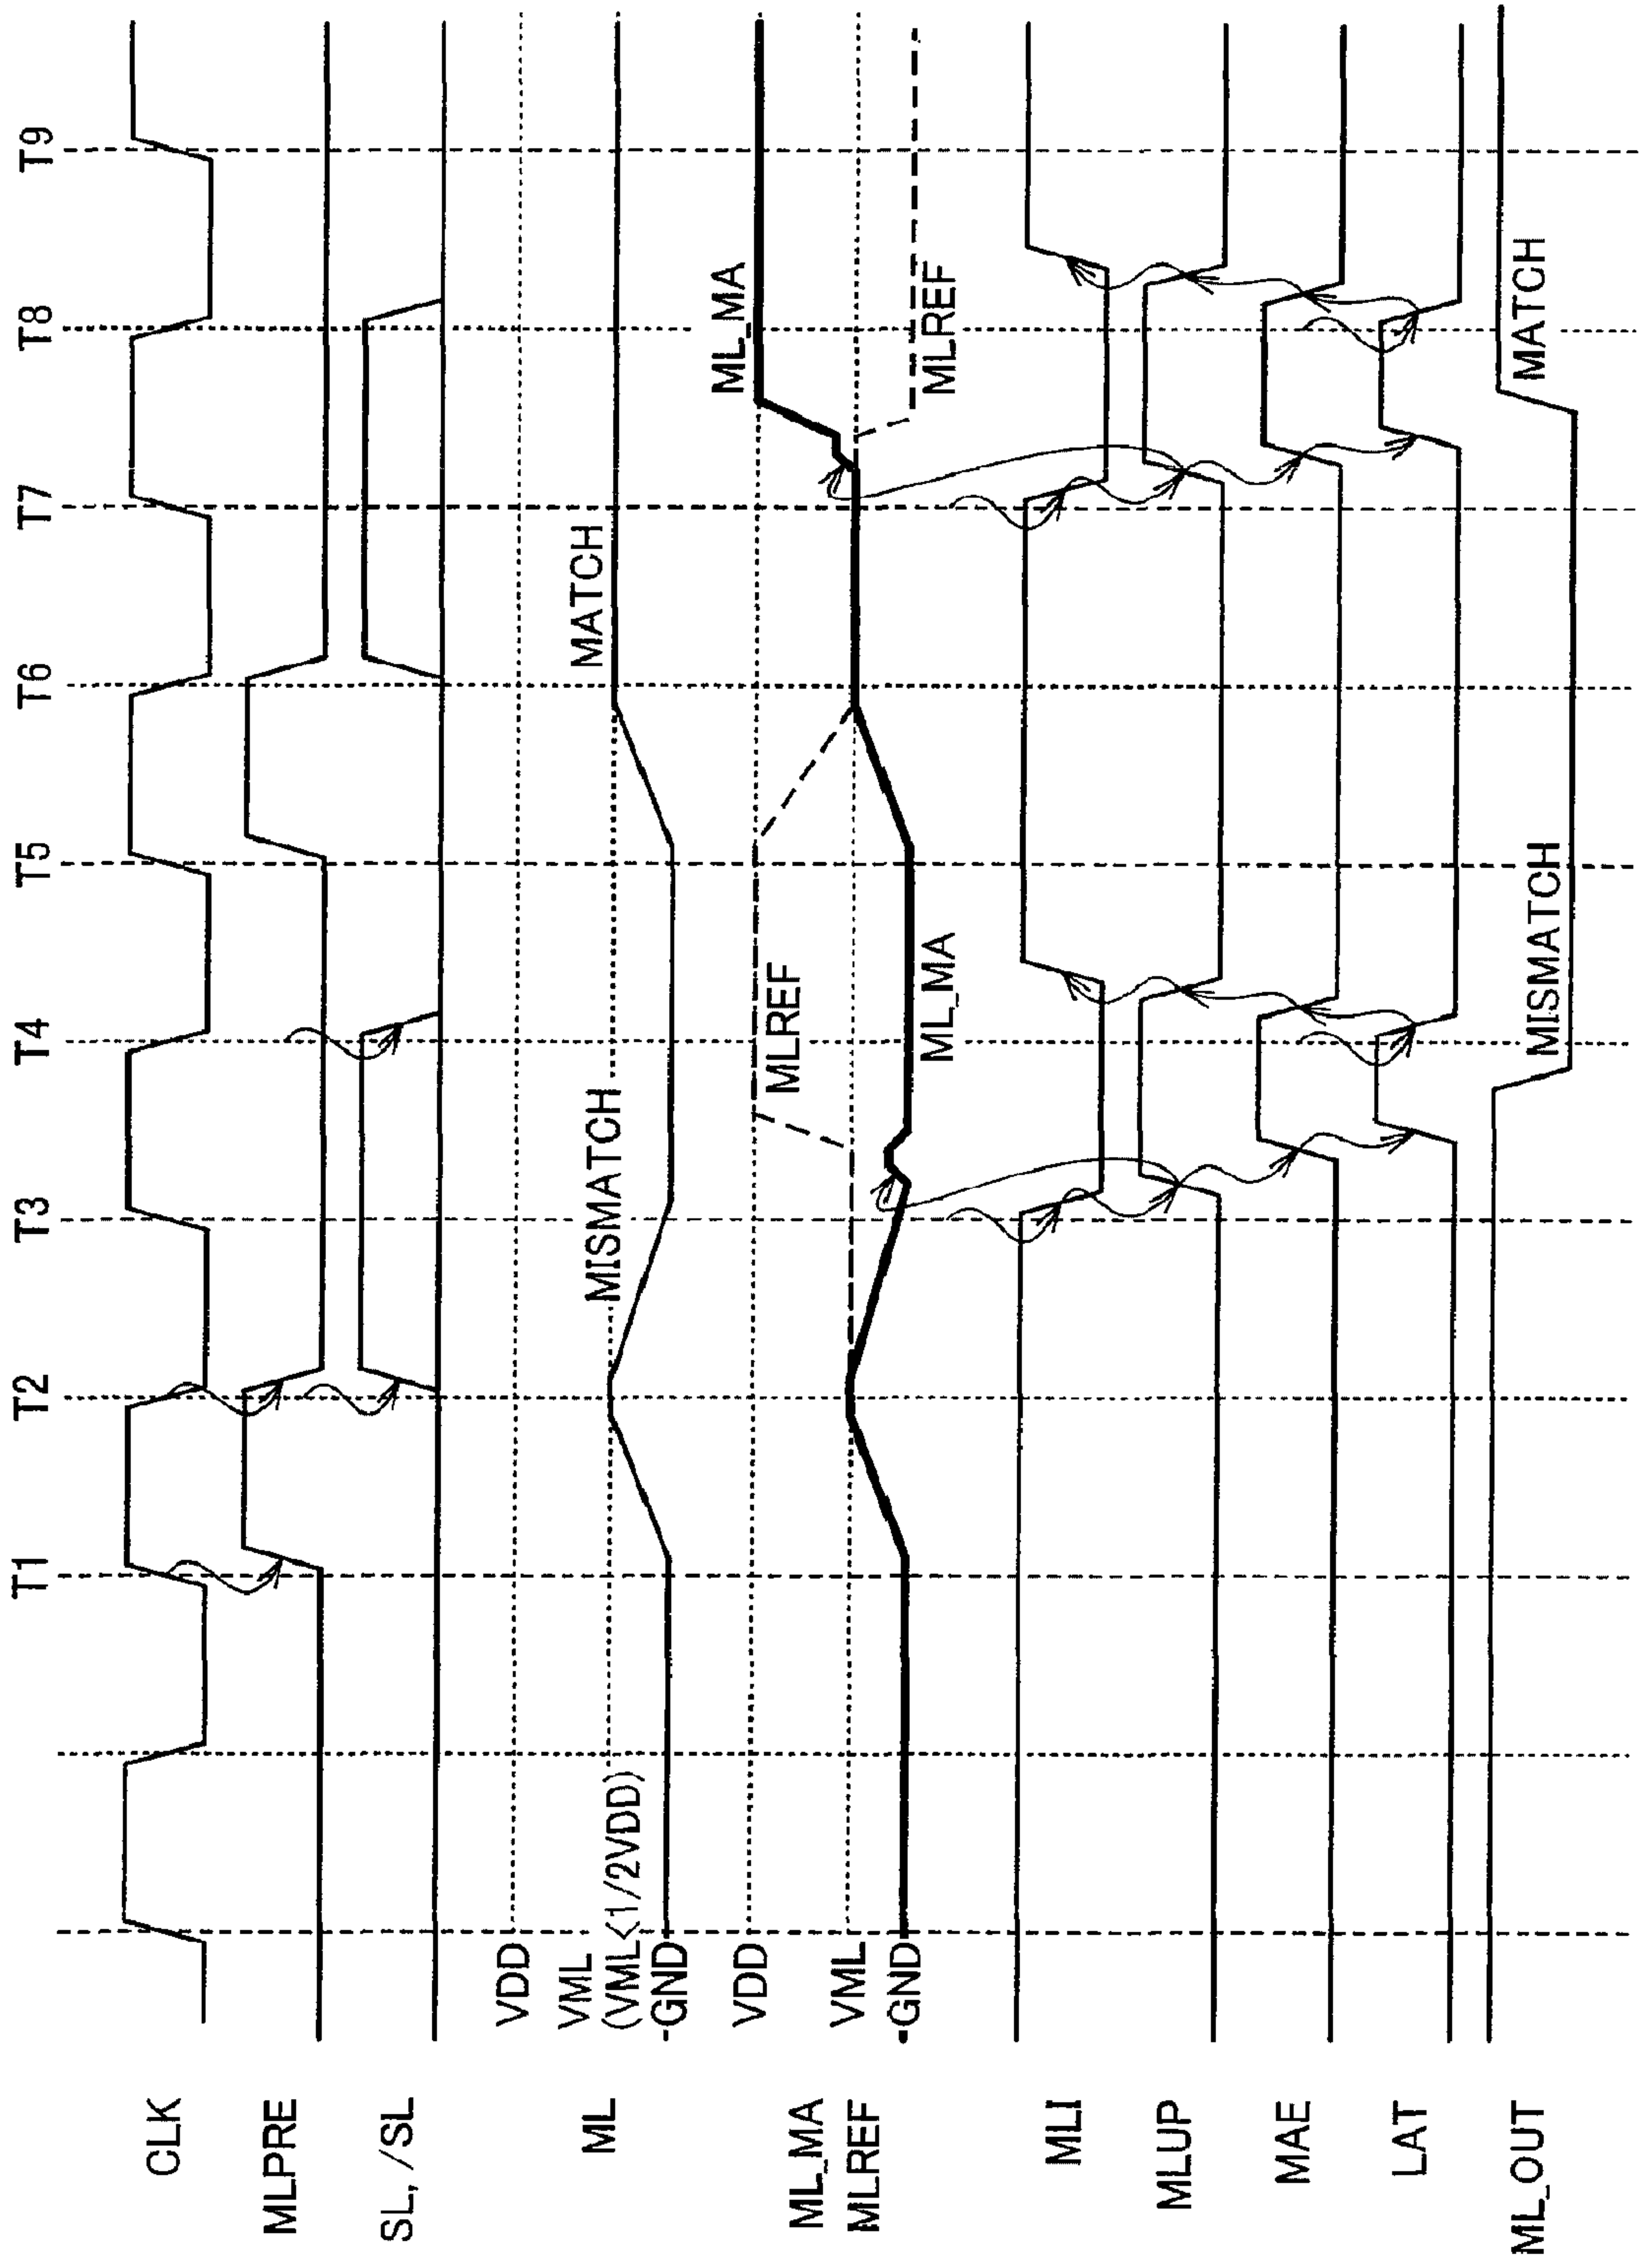 T1 T2 T3 T4 T5 T6 T7 T8 T9
CLK
MLPRE
SL, /SL
VDD
VML
(VML<1/2VDD)
GND
ML
MISMATCH
MATCH
VDD
VML
GND
ML_MA
MLREF
MLREF
ML_MA
ML_MA
MLREF
MLI
MLUP
MAE
LAT
ML_OUT
MISMATCH
MATCH